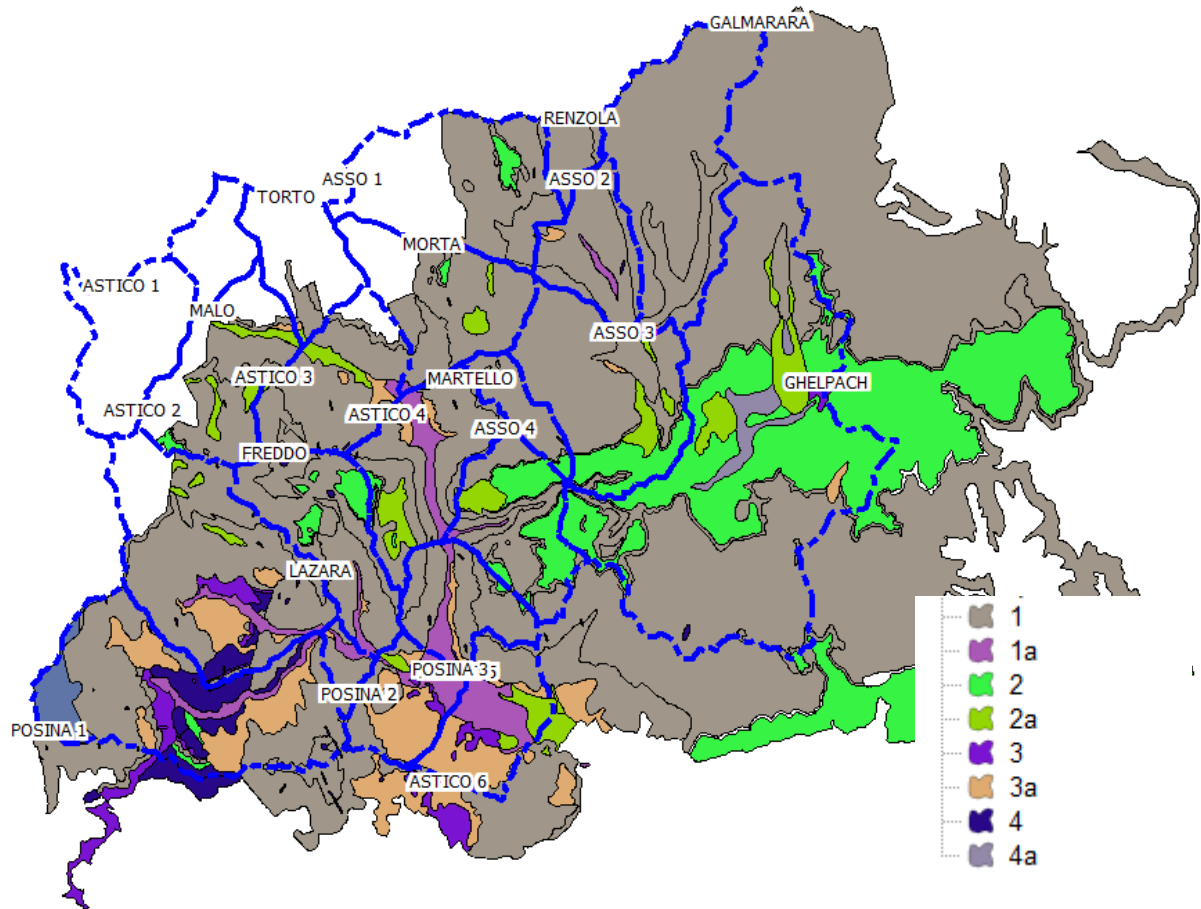 GALMARARA
RENZOLA
ASSO 1
ASSO 2
TORTO
MORTA
ASTICO 1
MALO
ASSO 3
ASTICO 3
MARTELLO
GHELPACH
ASTICO 2
ASTICO 4
ASSO 4
FREDDO
LAZARA
POSINA 3
POSINA 2
POSINA 1
ASTICO 6
1
1a
2
2a
3
3a
4
4a